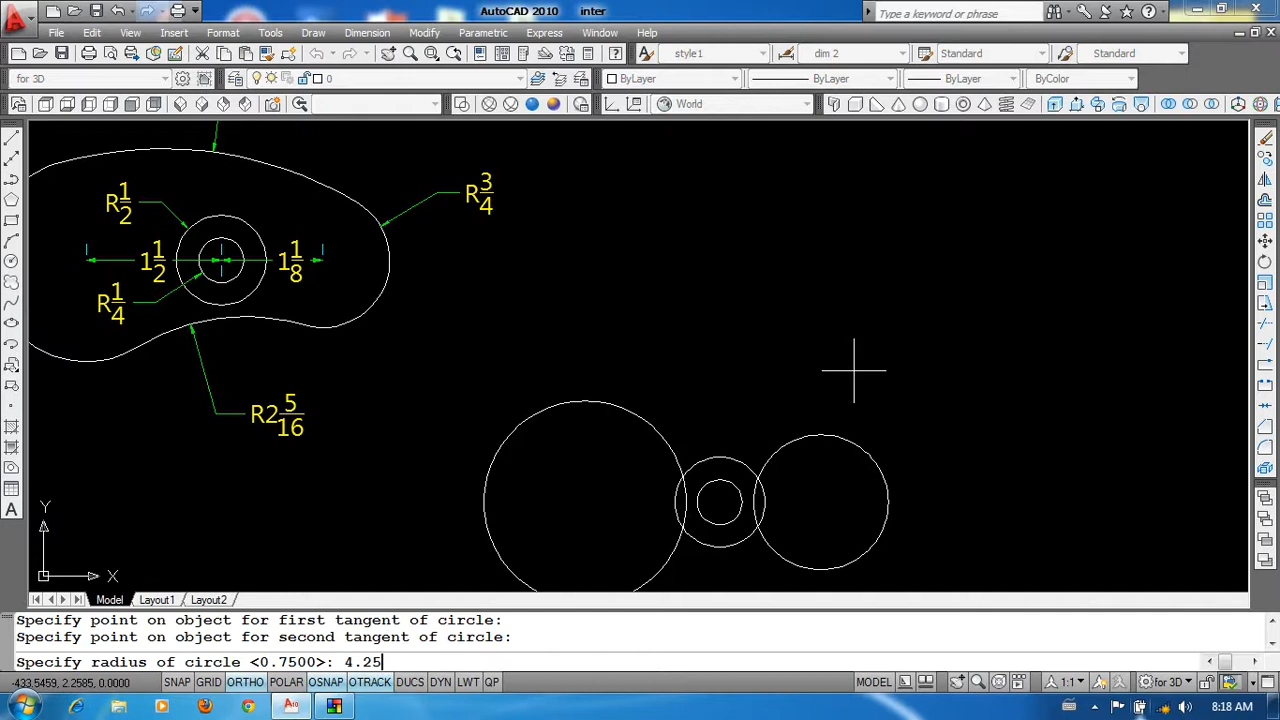 AutoCAD 2010 inter
Type a keyword or phrase
File Edit View Insert Format Tools Draw Dimension Modify Parametric Express Window Help
style1 dim 2 Standard Standard
for 3D 0 ByLayer ByLayer ByLayer ByColor
World
R3/4
R1/2
1 1/2 1 1/8
R1/4
R2 5/16
Y
X
A
Model Layout1 Layout2
Specify point on object for first tangent of circle:
Specify point on object for second tangent of circle:
Specify radius of circle <0.7500>: 4.25
-433.5459, 2.2585, 0.0000 SNAP GRID ORTHO POLAR OSNAP OTRACK DUCS DYN LWT QP MODEL 1:1 for 3D
8:18 AM